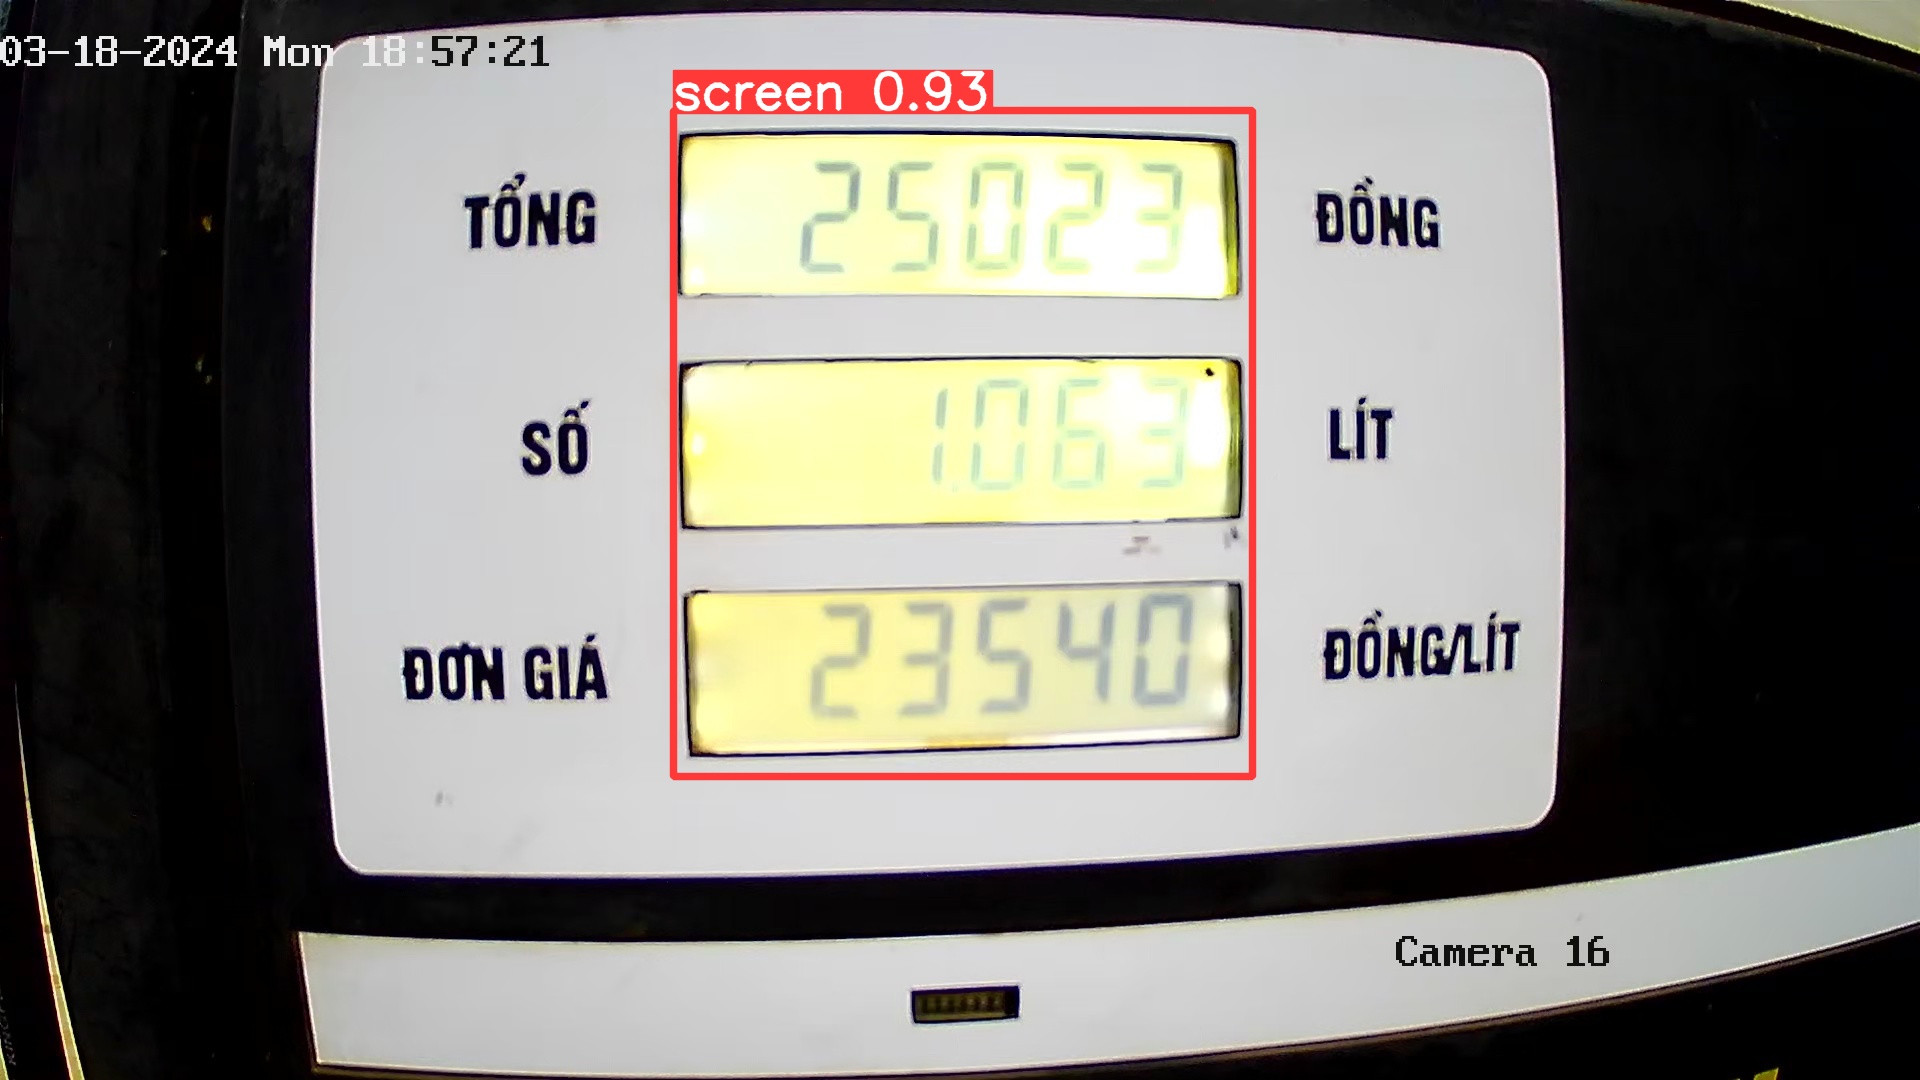 03-18-2024 Mon 18:57:21
screen 0.93
TỔNG 25023 ĐỒNG
SỐ 1.063 LÍT
ĐƠN GIÁ 23540 ĐỒNG/LÍT
Camera 16